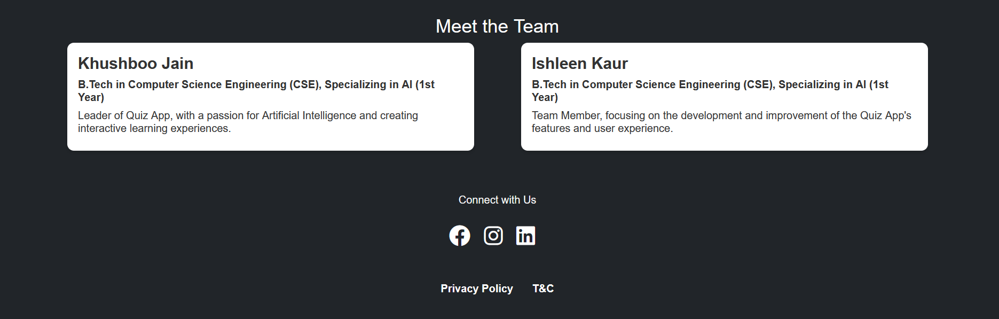 Meet the Team
Khushboo Jain
B.Tech in Computer Science Engineering (CSE), Specializing in AI (1st
Year)
Leader of Quiz App, with a passion for Artificial Intelligence and creating
interactive learning experiences.
Ishleen Kaur
B.Tech in Computer Science Engineering (CSE), Specializing in AI (1st
Year)
Team Member, focusing on the development and improvement of the Quiz App's
features and user experience.
Connect with Us
Privacy Policy T&C